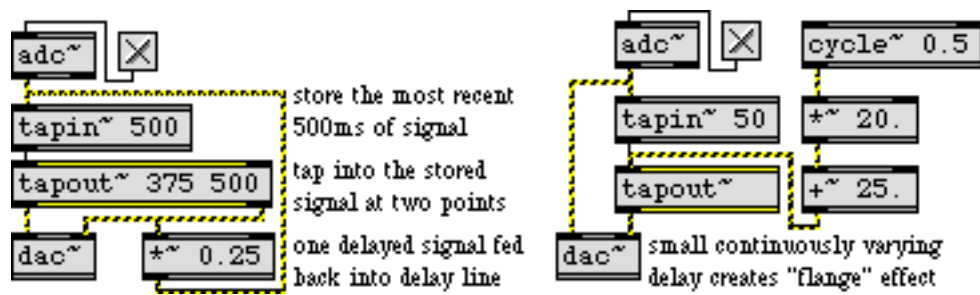 adc~
tapin~ 500
tapout~ 375 500
dac~
*~ 0.25
store the most recent
500ms of signal
tap into the stored
signal at two points
one delayed signal fed
back into delay line
adc~
cycle~ 0.5
tapin~ 50
*~ 20.
tapout~
+~ 25.
dac~
small continuously varying
delay creates "flange" effect